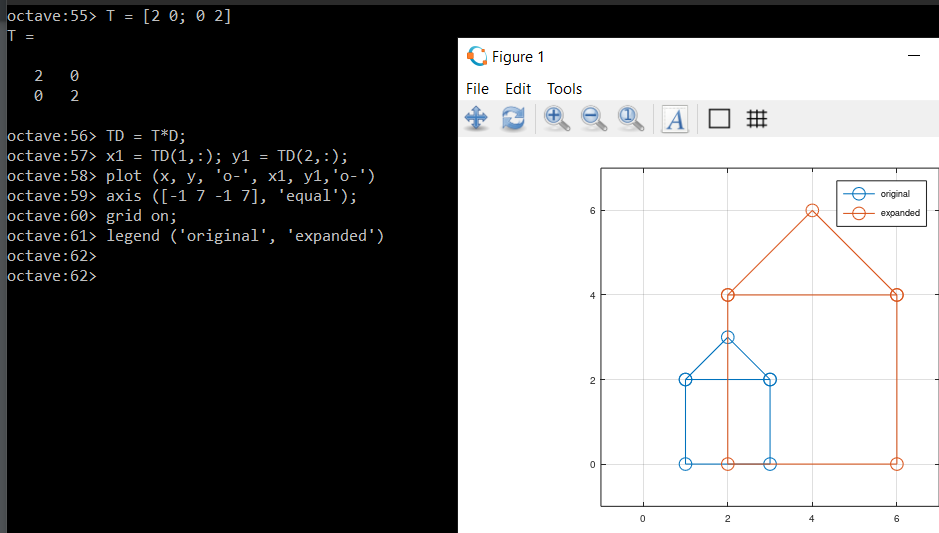 octave:55> T = [2 0; 0 2]
T =
2 0
0 2
octave:56> TD = T*D;
octave:57> x1 = TD(1,:); y1 = TD(2,:);
octave:58> plot (x, y, 'o-', x1, y1,'o-')
octave:59> axis ([-1 7 -1 7], 'equal');
octave:60> grid on;
octave:61> legend ('original', 'expanded')
octave:62>
octave:62>
Figure 1
File Edit Tools
1
A
original
expanded
6
4
2
0
0 2 4 6